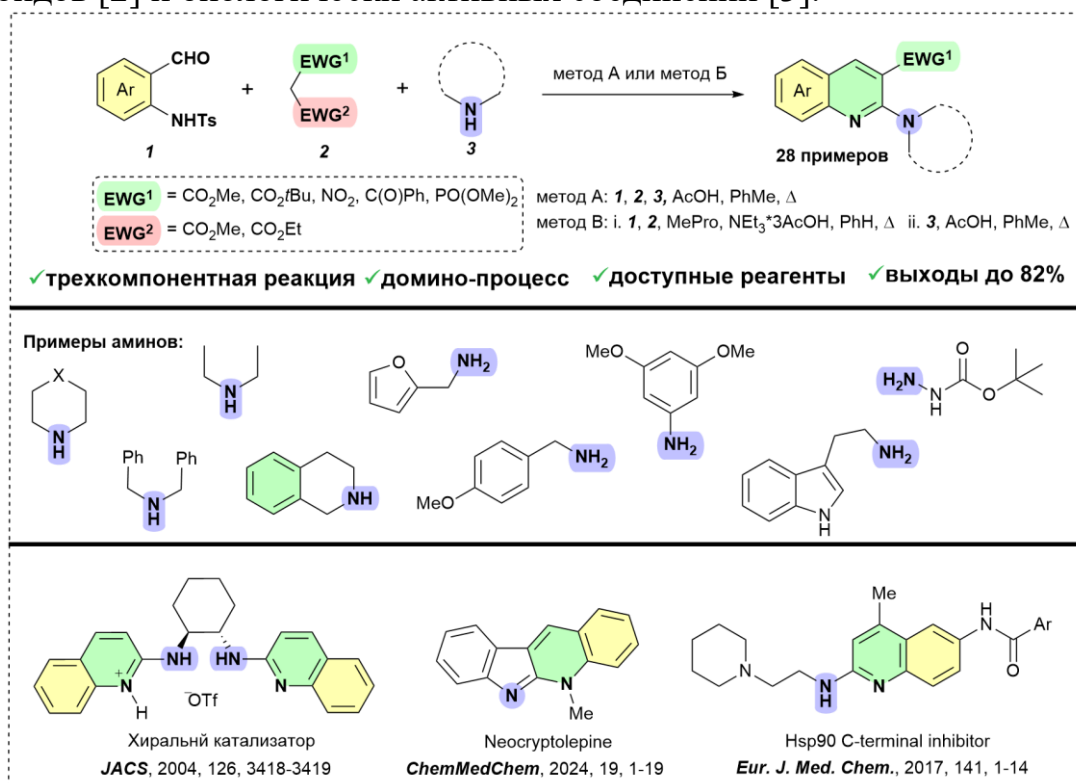 [2] и биологически активных соединений [3].
CHO
Ar
NHTs
1
+
EWG¹
EWG²
2
+
N
H
3
метод А или метод Б
EWG¹
Ar
N
N
28 примеров
EWG¹ = CO₂Me, CO₂tBu, NO₂, C(O)Ph, PO(OMe)₂
EWG² = CO₂Me, CO₂Et
метод А: 1, 2, 3, AcOH, PhMe, Δ
метод В: i. 1, 2, MePro, NEt₃*3AcOH, PhH, Δ ii. 3, AcOH, PhMe, Δ
✓трехкомпонентная реакция ✓домино-процесс ✓доступные реагенты ✓выходы до 82%
Примеры аминов:
X
N
H
N
H
O
NH₂
MeO
OMe
NH₂
H₂N
N
H
O
O
Ph
Ph
N
H
NH
MeO
NH₂
NH₂
N
H
NH
HN
N
+
H
N
⁻OTf
Хиральнй катализатор
JACS, 2004, 126, 3418-3419
N
N
Me
Neocryptolepine
ChemMedChem, 2024, 19, 1-19
Me
H
N
Ar
O
N
N
H
N
Hsp90 C-terminal inhibitor
Eur. J. Med. Chem., 2017, 141, 1-14